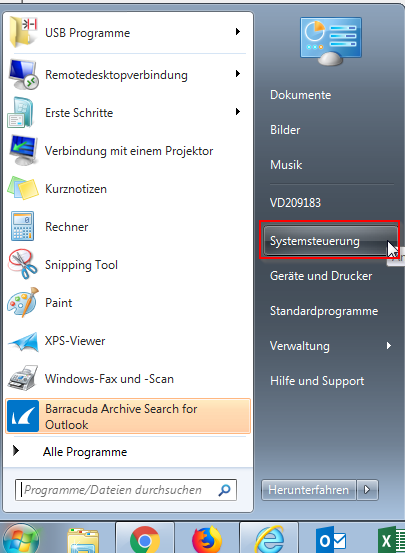 USB Programme
Remotedesktopverbindung
Erste Schritte
Verbindung mit einem Projektor
Kurznotizen
Rechner
Snipping Tool
Paint
XPS-Viewer
Windows-Fax und -Scan
Barracuda Archive Search for
Outlook
Alle Programme
Programme/Dateien durchsuchen
Dokumente
Bilder
Musik
VD209183
Systemsteuerung
Geräte und Drucker
Standardprogramme
Verwaltung
Hilfe und Support
Herunterfahren